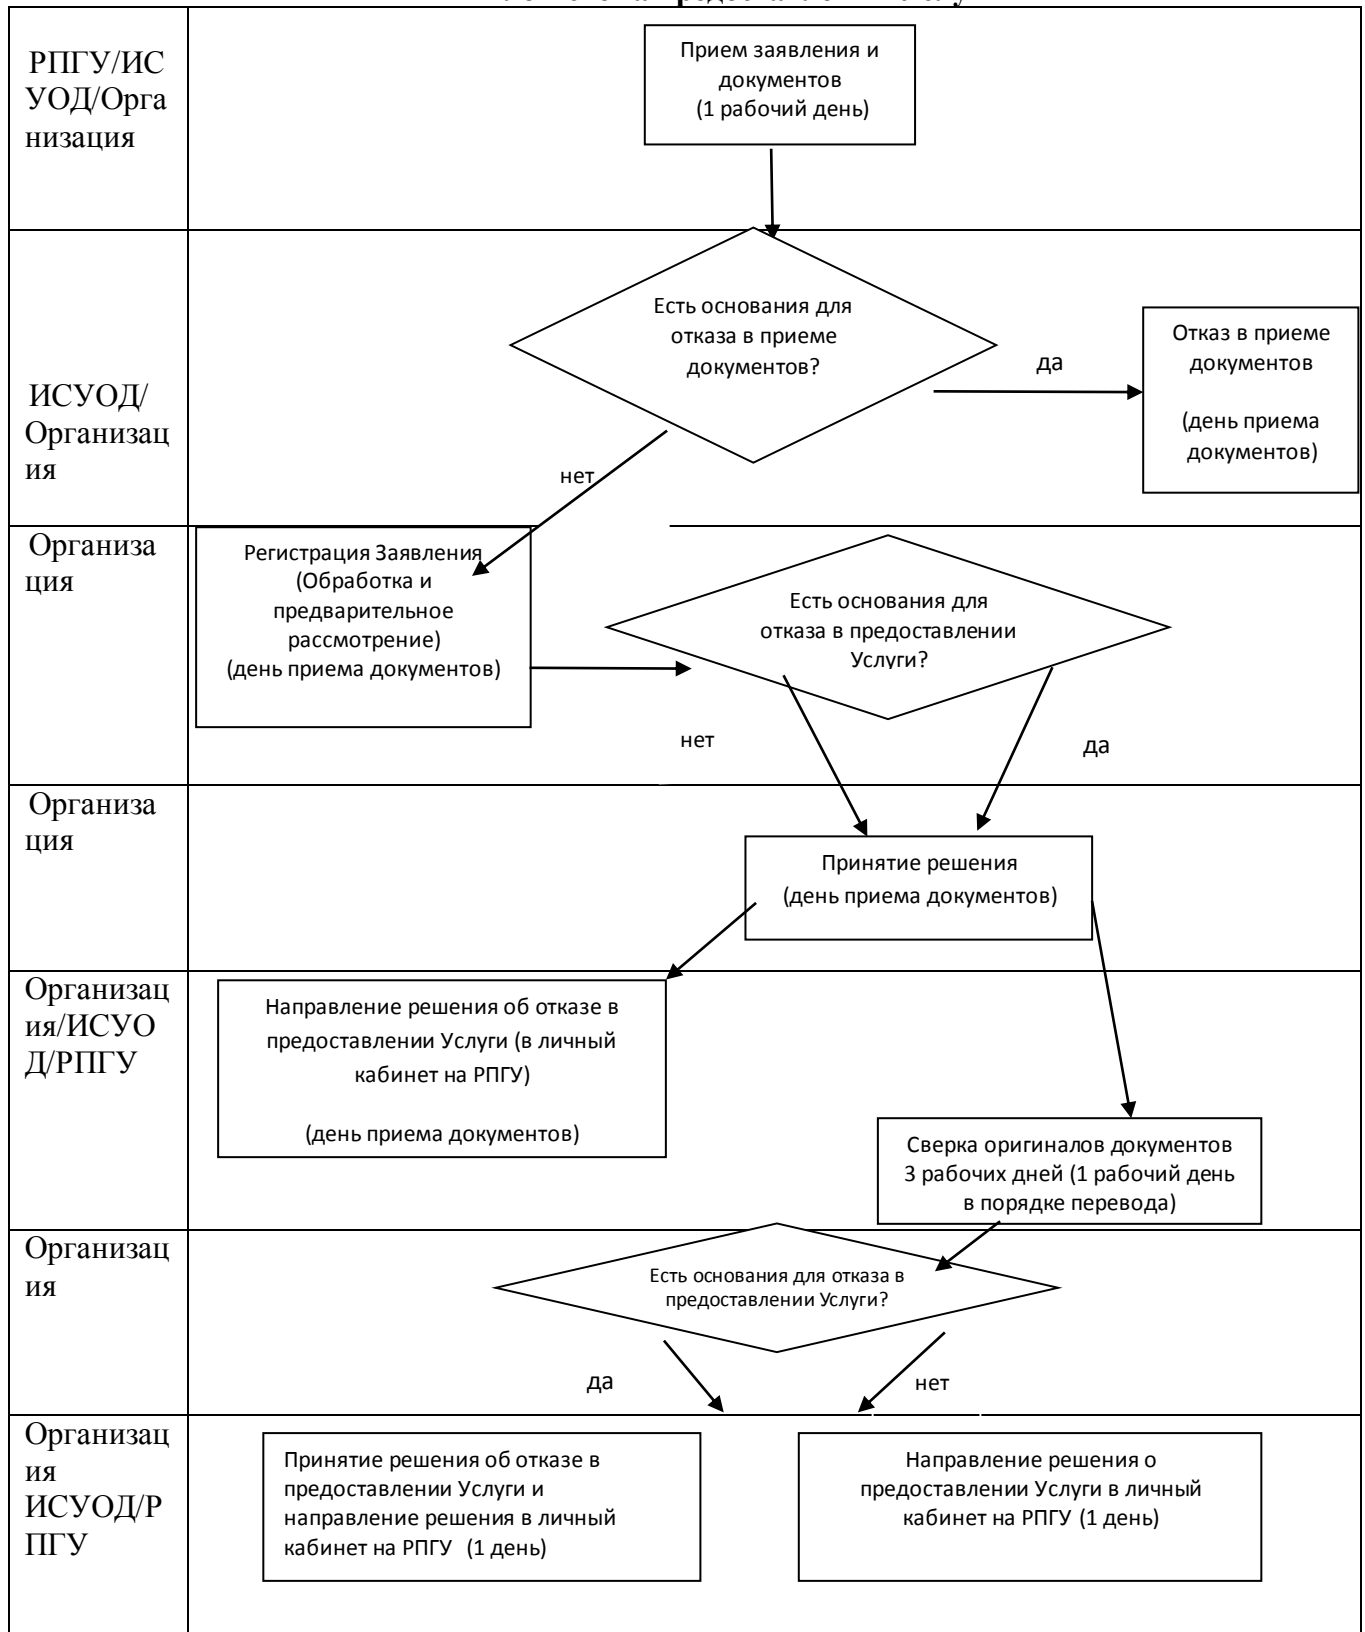 РПГУ/ИС
УОД/Орга
низация
Прием заявления и
документов
(1 рабочий день)
ИСУОД/
Организац
ия
Есть основания для
отказа в приеме
документов?
да
Отказ в приеме
документов
(день приема
документов)
нет
Организа
ция
Регистрация Заявления
(Обработка и
предварительное
рассмотрение)
(день приема документов)
Есть основания для
отказа в предоставлении
Услуги?
нет
да
Организа
ция
Принятие решения
(день приема документов)
Организац
ия/ИСУО
Д/РПГУ
Направление решения об отказе в
предоставлении Услуги (в личный
кабинет на РПГУ)
(день приема документов)
Сверка оригиналов документов
3 рабочих дней (1 рабочий день
в порядке перевода)
Организац
ия
Есть основания для отказа в
предоставлении Услуги?
да
нет
Организац
ия
ИСУОД/Р
ПГУ
Принятие решения об отказе в
предоставлении Услуги и
направление решения в личный
кабинет на РПГУ (1 день)
Направление решения о
предоставлении Услуги в личный
кабинет на РПГУ (1 день)